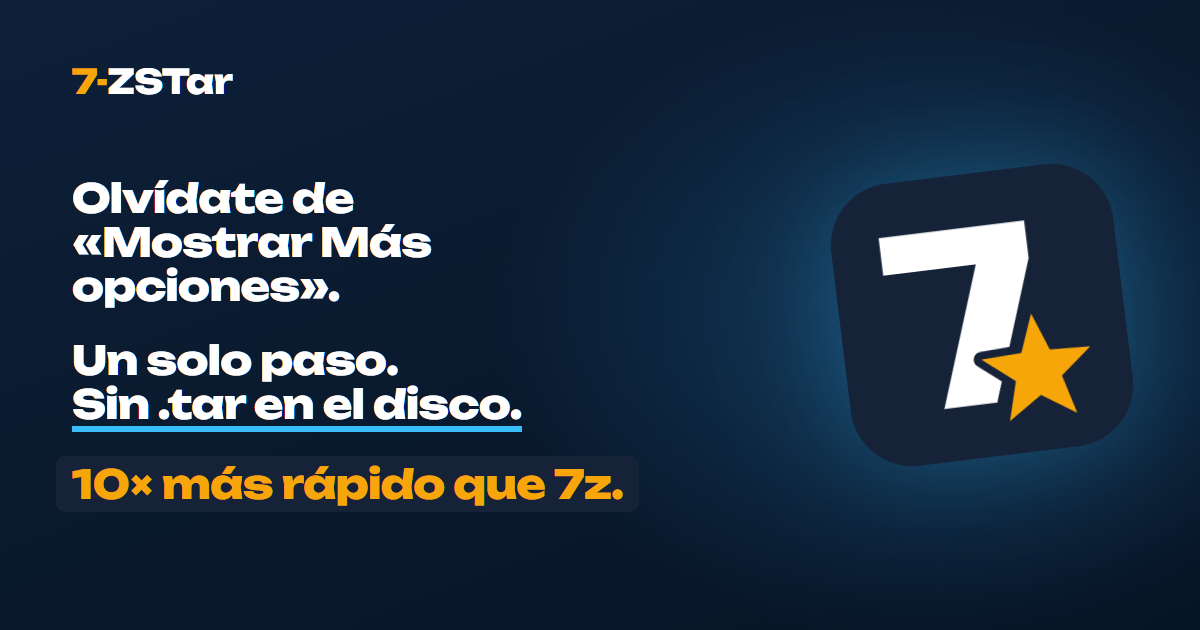 7-ZSTar
Olvídate de
«Mostrar Más
opciones».
Un solo paso.
Sin .tar en el disco.
10× más rápido que 7z.
7